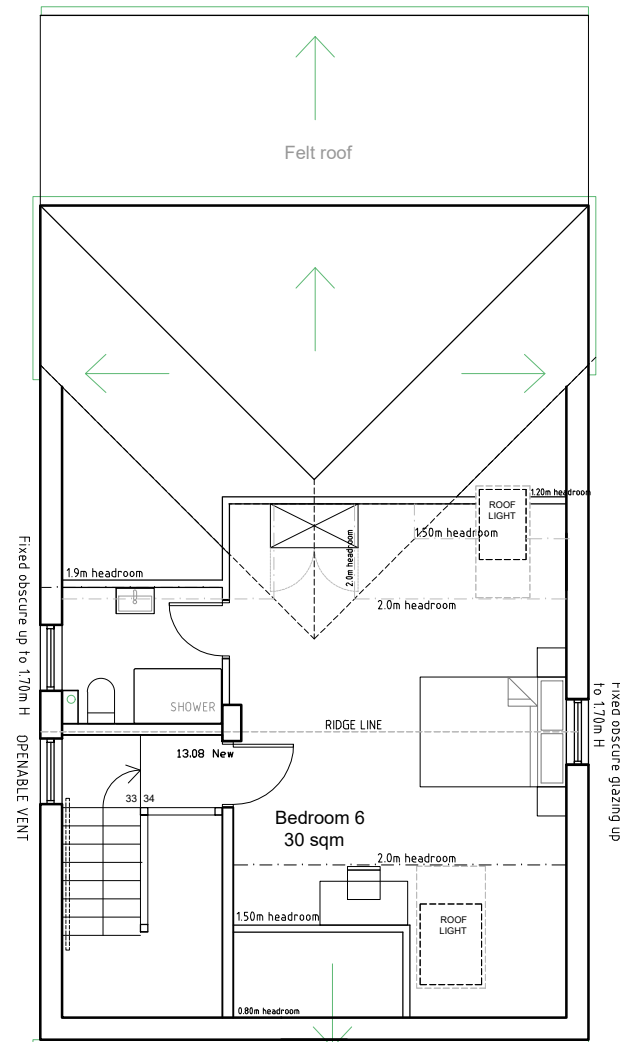 Felt roof
1.20m headroom
ROOF
LIGHT
1.50m headroom
2.0m headroom
1.9m headroom
2.0m headroom
Fixed obscure up to 1.70m H
OPENABLE VENT
SHOWER
RIDGE LINE
Fixed obscure glazing up
to 1.70m H
13.08 New
33
34
Bedroom 6
30 sqm
2.0m headroom
1.50m headroom
ROOF
LIGHT
0.80m headroom